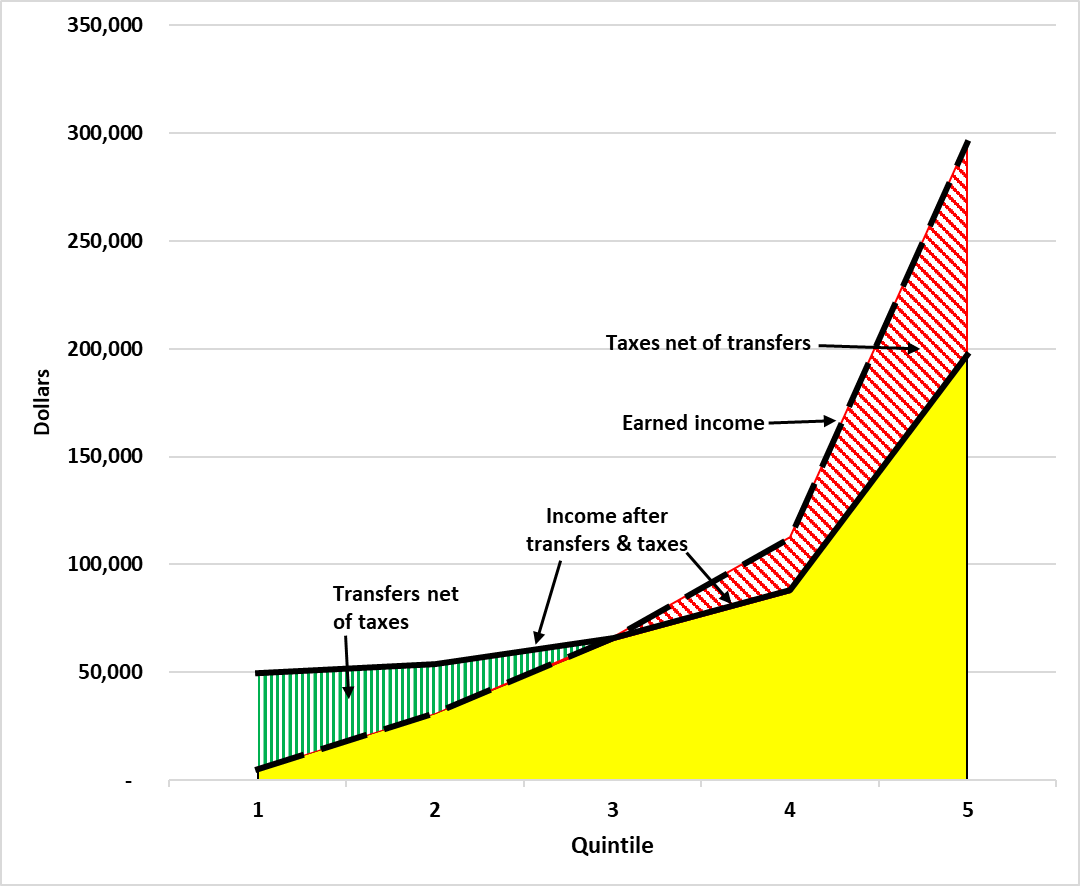 350,000
300,000
250,000
200,000
150,000
100,000
50,000
-
Dollars
Taxes net of transfers
Earned income
Income after
transfers & taxes
Transfers net
of taxes
1 2 3 4 5
Quintile